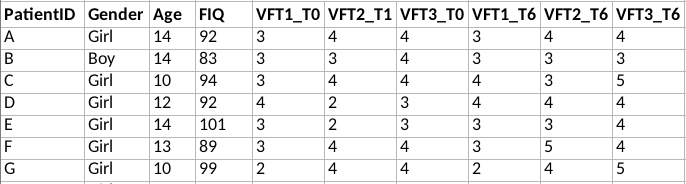 PatientID Gender Age FIQ VFT1_T0 VFT2_T1 VFT3_T0 VFT1_T6 VFT2_T6 VFT3_T6
A Girl 14 92 3 4 4 3 4 4
B Boy 14 83 3 3 4 3 3 3
C Girl 10 94 3 4 4 4 3 5
D Girl 12 92 4 2 3 4 4 4
E Girl 14 101 3 2 3 3 3 4
F Girl 13 89 3 4 4 3 5 4
G Girl 10 99 2 4 4 2 4 5